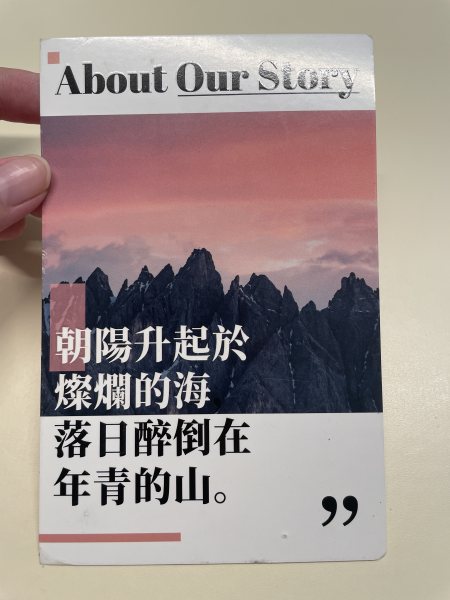 About Our Story
朝陽升起於
燦爛的海
落日醉倒在
年青的山。
”